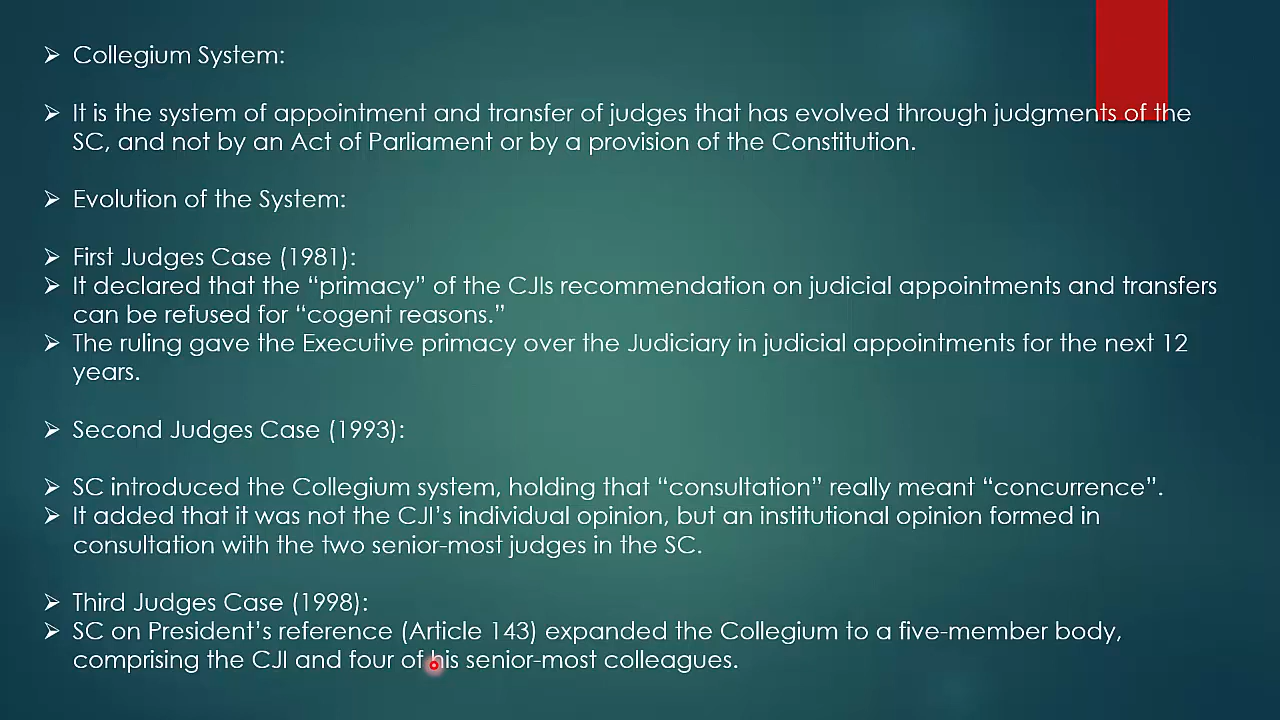 ➢ Collegium System:
➢ It is the system of appointment and transfer of judges that has evolved through judgments of the
SC, and not by an Act of Parliament or by a provision of the Constitution.
➢ Evolution of the System:
➢ First Judges Case (1981):
➢ It declared that the “primacy” of the CJIs recommendation on judicial appointments and transfers
can be refused for “cogent reasons.”
➢ The ruling gave the Executive primacy over the Judiciary in judicial appointments for the next 12
years.
➢ Second Judges Case (1993):
➢ SC introduced the Collegium system, holding that “consultation” really meant “concurrence”.
➢ It added that it was not the CJI’s individual opinion, but an institutional opinion formed in
consultation with the two senior-most judges in the SC.
➢ Third Judges Case (1998):
➢ SC on President’s reference (Article 143) expanded the Collegium to a five-member body,
comprising the CJI and four of his senior-most colleagues.